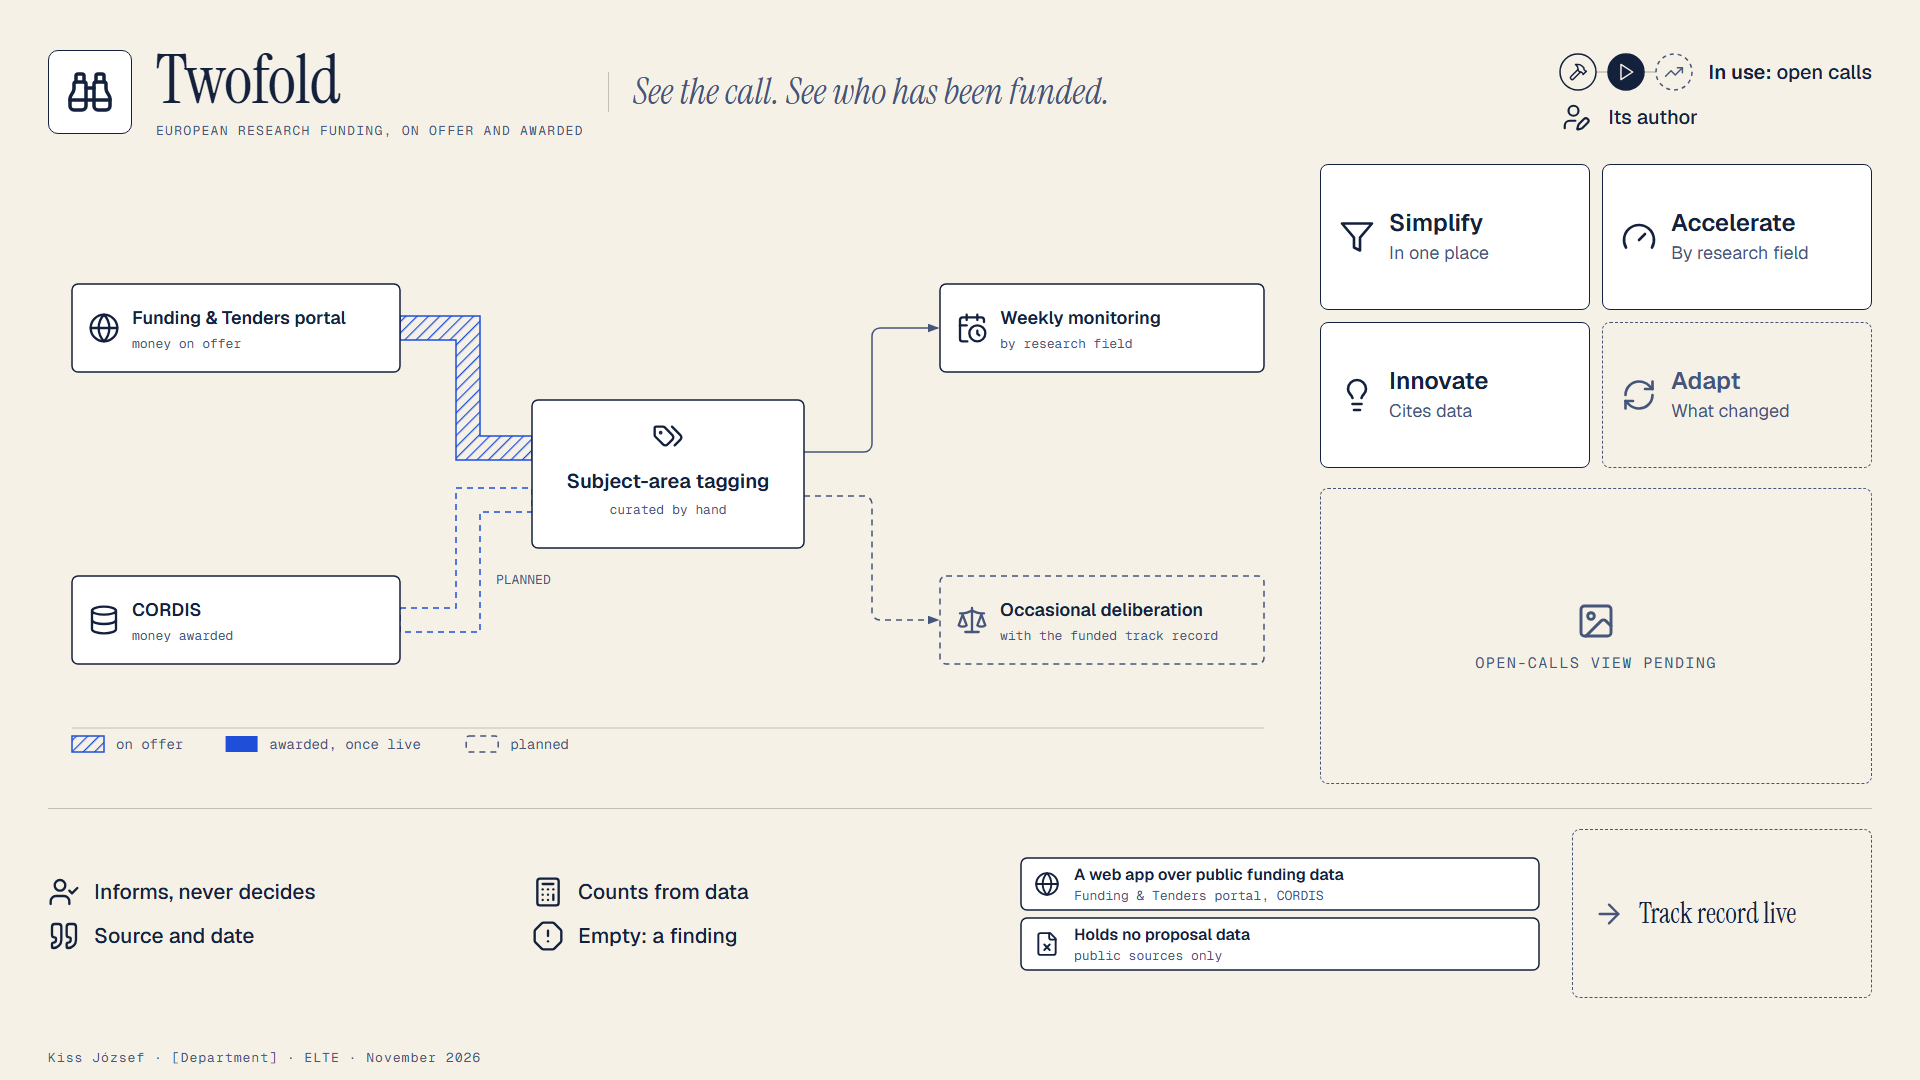 Twofold
EUROPEAN RESEARCH FUNDING, ON OFFER AND AWARDED
See the call. See who has been funded.
In use: open calls
Its author
Funding & Tenders portal
money on offer
CORDIS
money awarded
PLANNED
Subject-area tagging
curated by hand
Weekly monitoring
by research field
Occasional deliberation
with the funded track record
on offer
awarded, once live
planned
Simplify
In one place
Accelerate
By research field
Innovate
Cites data
Adapt
What changed
OPEN-CALLS VIEW PENDING
Informs, never decides
Source and date
Counts from data
Empty: a finding
A web app over public funding data
Funding & Tenders portal, CORDIS
Holds no proposal data
public sources only
Track record live
Kiss József · [Department] · ELTE · November 2026